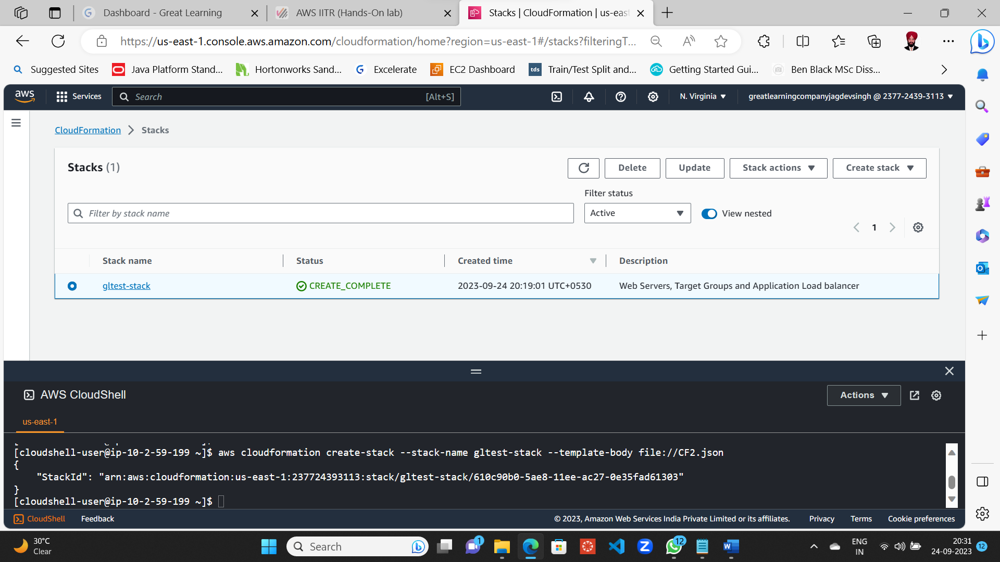 Dashboard - Great Learning
AWS IITR (Hands-On lab)
Stacks | CloudFormation | us-eas
https://us-east-1.console.aws.amazon.com/cloudformation/home?region=us-east-1#/stacks?filteringT...
Suggested Sites
Java Platform Stand...
Hortonworks Sand...
Excelerate
EC2 Dashboard
tds
Train/Test Split and...
Getting Started Gui...
Ben Black MSc Diss...
aws
Services
Search
[Alt+S]
N. Virginia
greatlearningcompanyjagdevsingh @ 2377-2439-3113
CloudFormation
Stacks
Stacks (1)
Delete
Update
Stack actions
Create stack
Filter status
Filter by stack name
Active
View nested
1
Stack name
Status
Created time
Description
gltest-stack
CREATE_COMPLETE
2023-09-24 20:19:01 UTC+0530
Web Servers, Target Groups and Application Load balancer
AWS CloudShell
Actions
us-east-1
[cloudshell-user@ip-10-2-59-199 ~]$ aws cloudformation create-stack --stack-name gltest-stack --template-body file://CF2.json
{
"StackId": "arn:aws:cloudformation:us-east-1:237724393113:stack/gltest-stack/610c90b0-5ae8-11ee-ac27-0e35fad61303"
}
[cloudshell-user@ip-10-2-59-199 ~]$
CloudShell
Feedback
© 2023, Amazon Web Services India Private Limited or its affiliates.
Privacy
Terms
Cookie preferences
30°C
Clear
Search
1
12
ENG
IN
20:31
24-09-2023
12